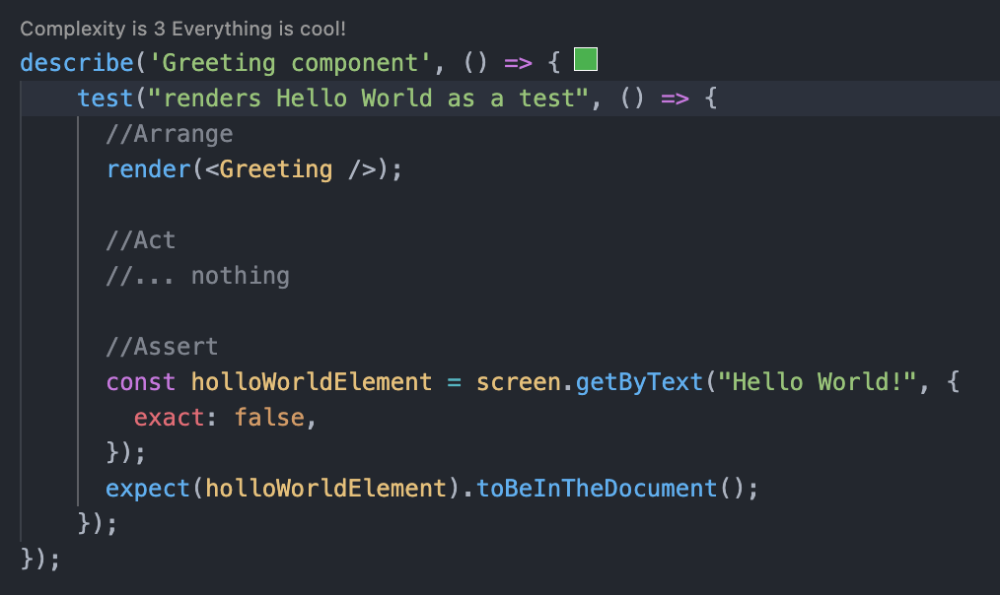 Complexity is 3 Everything is cool!
describe('Greeting component', () => {
test("renders Hello World as a test", () => {
//Arrange
render(<Greeting />);
//Act
//... nothing
//Assert
const holloWorldElement = screen.getByText("Hello World!", {
exact: false,
});
expect(holloWorldElement).toBeInTheDocument();
});
});